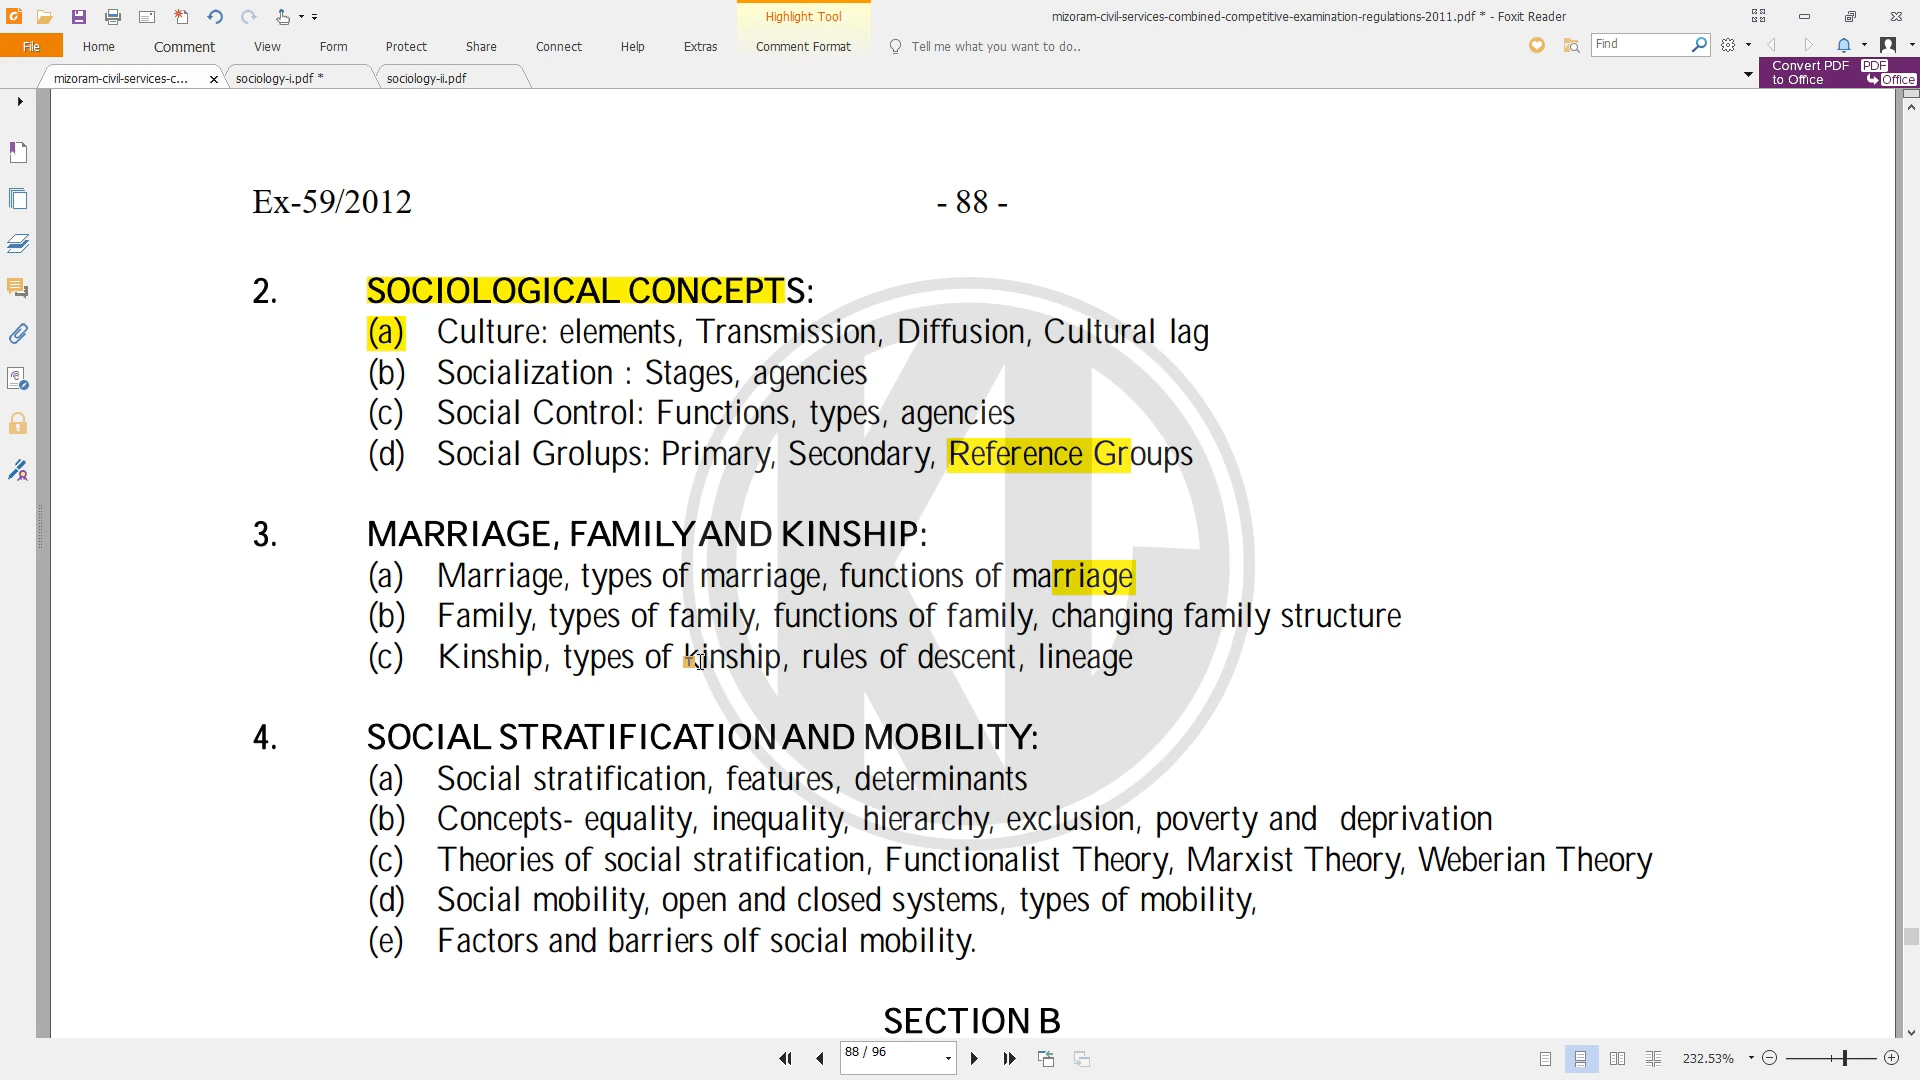 Highlight Tool
mizoram-civil-services-combined-competitive-examination-regulations-2011.pdf * - Foxit Reader
File Home Comment View Form Protect Share Connect Help Extras Comment Format Tell me what you want to do.. Find
mizoram-civil-services-c... sociology-i.pdf * sociology-ii.pdf
Convert PDF to Office PDF Office
Ex-59/2012 - 88 -
2. SOCIOLOGICAL CONCEPTS:
(a) Culture: elements, Transmission, Diffusion, Cultural lag
(b) Socialization : Stages, agencies
(c) Social Control: Functions, types, agencies
(d) Social Grolups: Primary, Secondary, Reference Groups
3. MARRIAGE, FAMILY AND KINSHIP:
(a) Marriage, types of marriage, functions of marriage
(b) Family, types of family, functions of family, changing family structure
(c) Kinship, types of kinship, rules of descent, lineage
4. SOCIAL STRATIFICATION AND MOBILITY:
(a) Social stratification, features, determinants
(b) Concepts- equality, inequality, hierarchy, exclusion, poverty and deprivation
(c) Theories of social stratification, Functionalist Theory, Marxist Theory, Weberian Theory
(d) Social mobility, open and closed systems, types of mobility,
(e) Factors and barriers olf social mobility.
SECTION B
88 / 96
232.53%